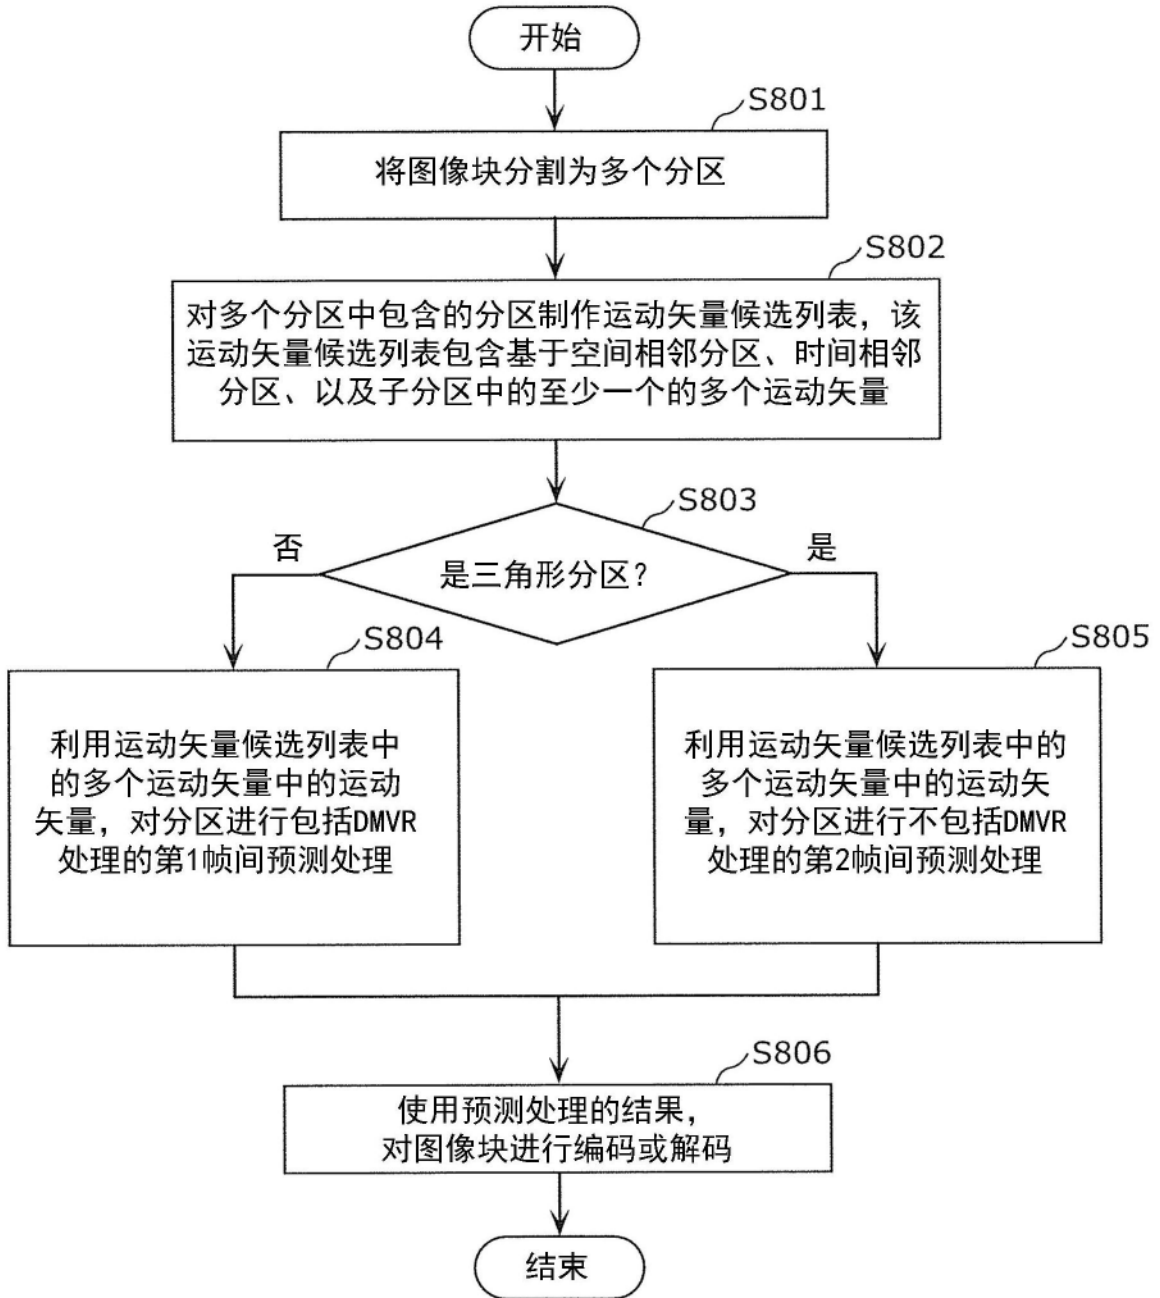 开始
S801
将图像块分割为多个分区
S802
对多个分区中包含的分区制作运动矢量候选列表，该
运动矢量候选列表包含基于空间相邻分区、时间相邻
分区、以及子分区中的至少一个的多个运动矢量
S803
否
是
是三角形分区？
S804
利用运动矢量候选列表中
的多个运动矢量中的运动
矢量，对分区进行包括DMVR
处理的第1帧间预测处理
S805
利用运动矢量候选列表中的
多个运动矢量中的运动矢
量，对分区进行不包括DMVR
处理的第2帧间预测处理
S806
使用预测处理的结果，
对图像块进行编码或解码
结束